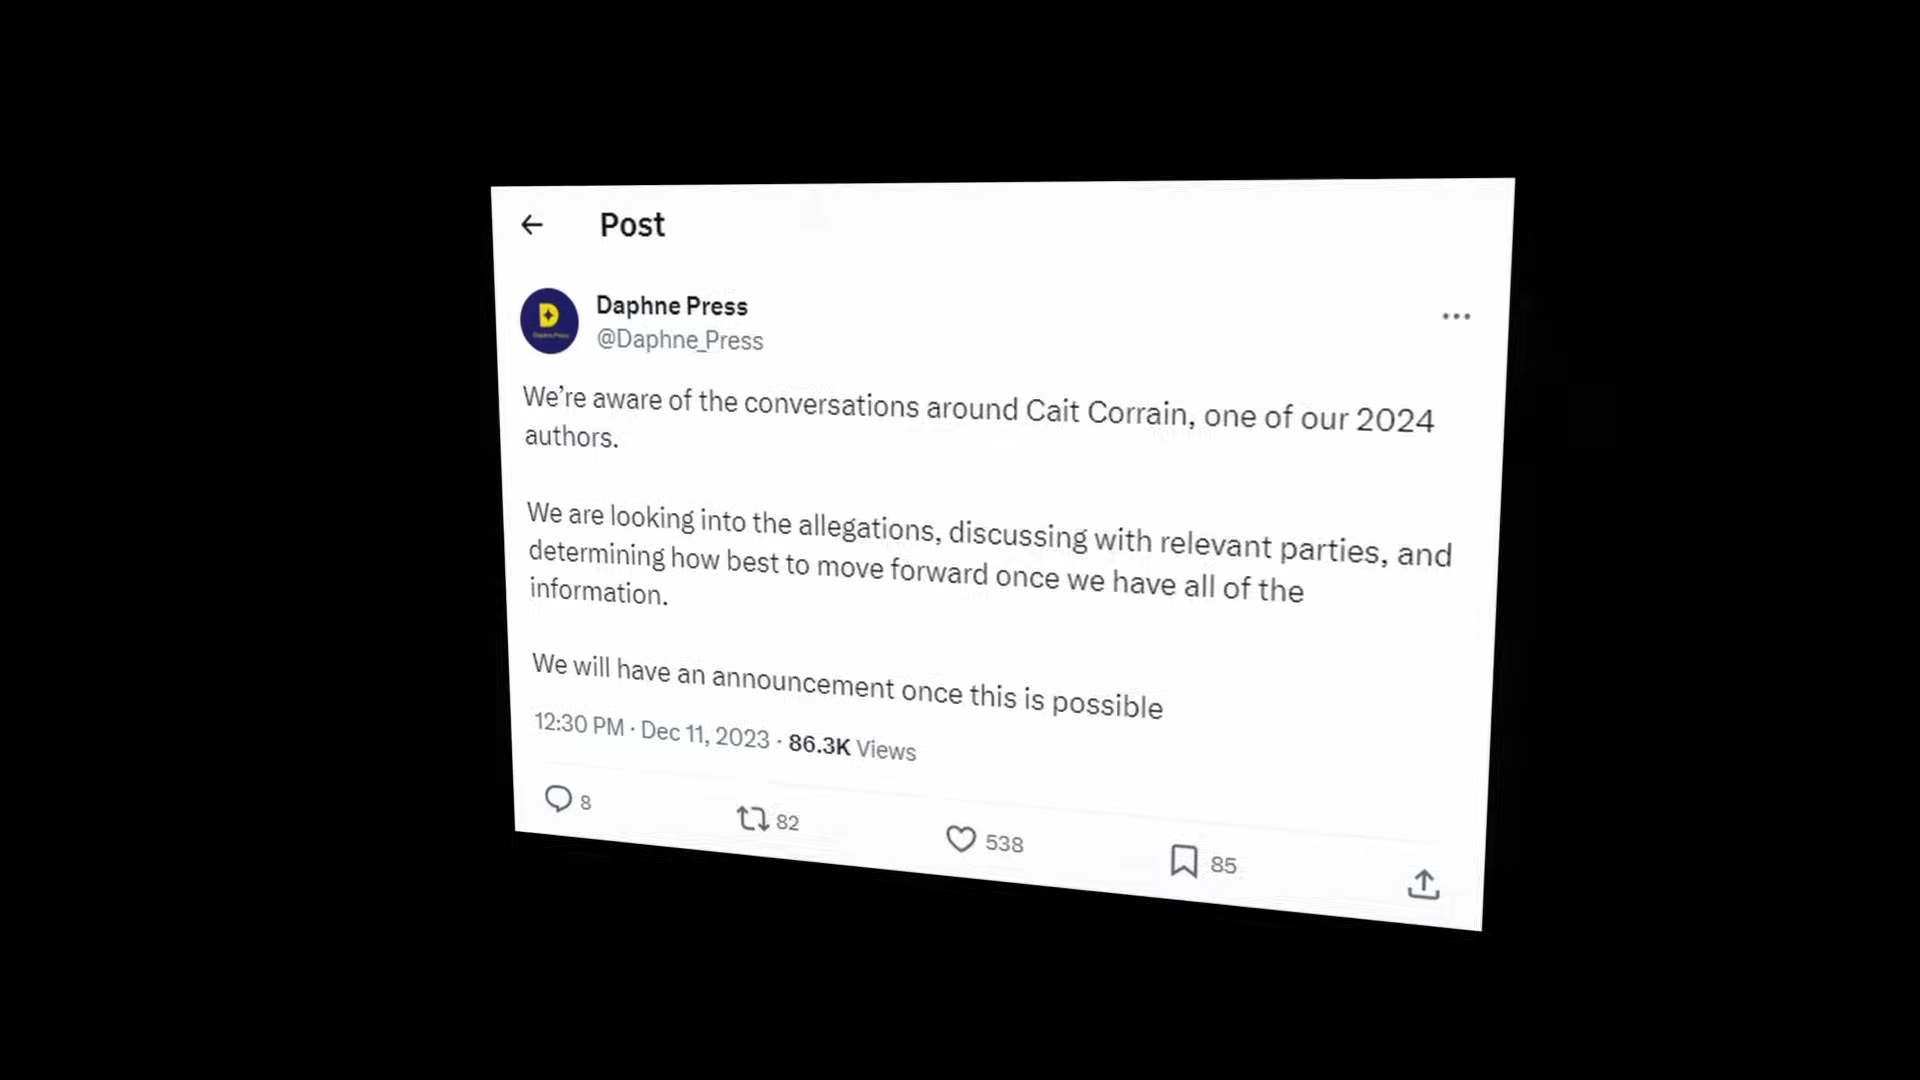 Post
Daphne Press
@Daphne_Press
We're aware of the conversations around Cait Corrain, one of our 2024
authors.
We are looking into the allegations, discussing with relevant parties, and
determining how best to move forward once we have all of the
information.
We will have an announcement once this is possible
12:30 PM · Dec 11, 2023 · 86.3K Views
8 82 538 85